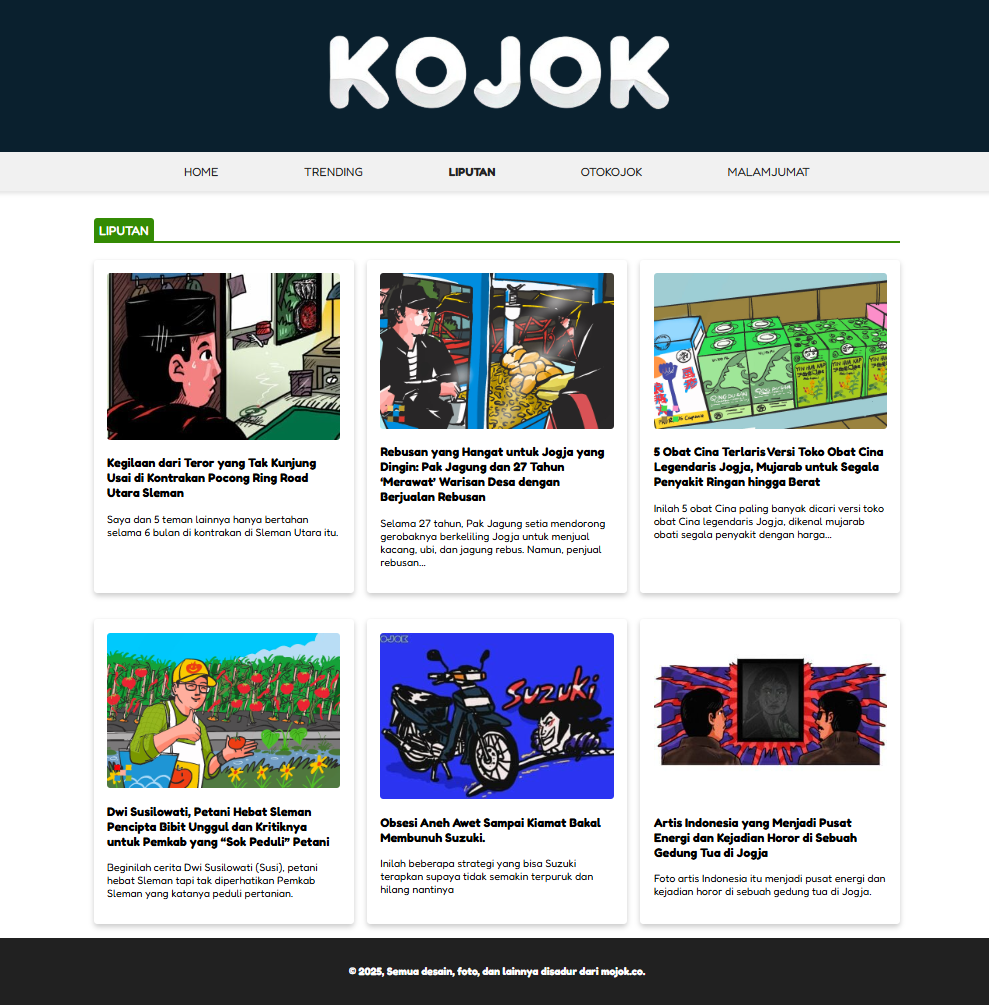 KOJOK
HOME TRENDING LIPUTAN OTOKOJOK MALAMJUMAT
LIPUTAN
Kegilaan dari Teror yang Tak Kunjung
Usai di Kontrakan Pocong Ring Road
Utara Sleman
Saya dan 5 teman lainnya hanya bertahan
selama 6 bulan di kontrakan di Sleman Utara itu.
Rebusan yang Hangat untuk Jogja yang
Dingin: Pak Jagung dan 27 Tahun
‘Merawat’ Warisan Desa dengan
Berjualan Rebusan
Selama 27 tahun, Pak Jagung setia mendorong
gerobaknya berkeliling Jogja untuk menjual
kacang, ubi, dan jagung rebus. Namun, penjual
rebusan...
5 Obat Cina Terlaris Versi Toko Obat Cina
Legendaris Jogja, Mujarab untuk Segala
Penyakit Ringan hingga Berat
Inilah 5 obat Cina paling banyak dicari versi toko
obat Cina legendaris Jogja, dikenal mujarab
obati segala penyakit dengan harga...
Dwi Susilowati, Petani Hebat Sleman
Pencipta Bibit Unggul dan Kritiknya
untuk Pemkab yang “Sok Peduli” Petani
Beginilah cerita Dwi Susilowati (Susi), petani
hebat Sleman tapi tak diperhatikan Pemkab
Sleman yang katanya peduli pertanian.
OJOK
SUZUKi
Obsesi Aneh Awet Sampai Kiamat Bakal
Membunuh Suzuki.
Inilah beberapa strategi yang bisa Suzuki
terapkan supaya tidak semakin terpuruk dan
hilang nantinya
Artis Indonesia yang Menjadi Pusat
Energi dan Kejadian Horor di Sebuah
Gedung Tua di Jogja
Foto artis Indonesia itu menjadi pusat energi dan
kejadian horor di sebuah gedung tua di Jogja.
© 2025, Semua desain, foto, dan lainnya disadur dari mojok.co.